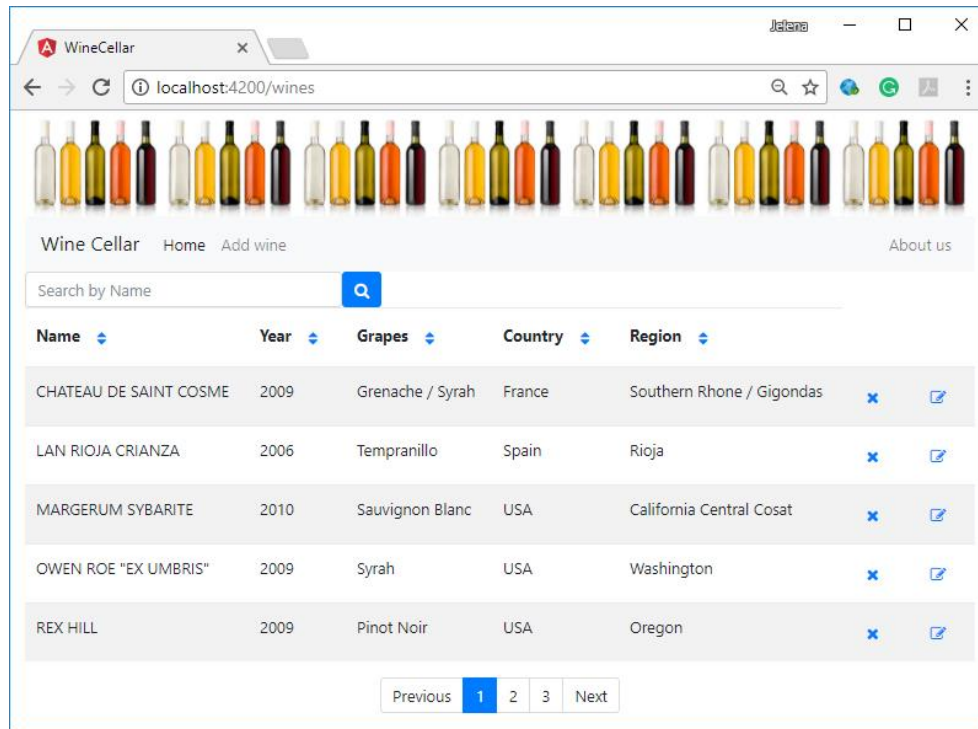 Jelena
WineCellar
localhost:4200/wines
Wine Cellar Home Add wine About us
Search by Name
Name Year Grapes Country Region
CHATEAU DE SAINT COSME 2009 Grenache / Syrah France Southern Rhone / Gigondas
LAN RIOJA CRIANZA 2006 Tempranillo Spain Rioja
MARGERUM SYBARITE 2010 Sauvignon Blanc USA California Central Cosat
OWEN ROE "EX UMBRIS" 2009 Syrah USA Washington
REX HILL 2009 Pinot Noir USA Oregon
Previous 1 2 3 Next